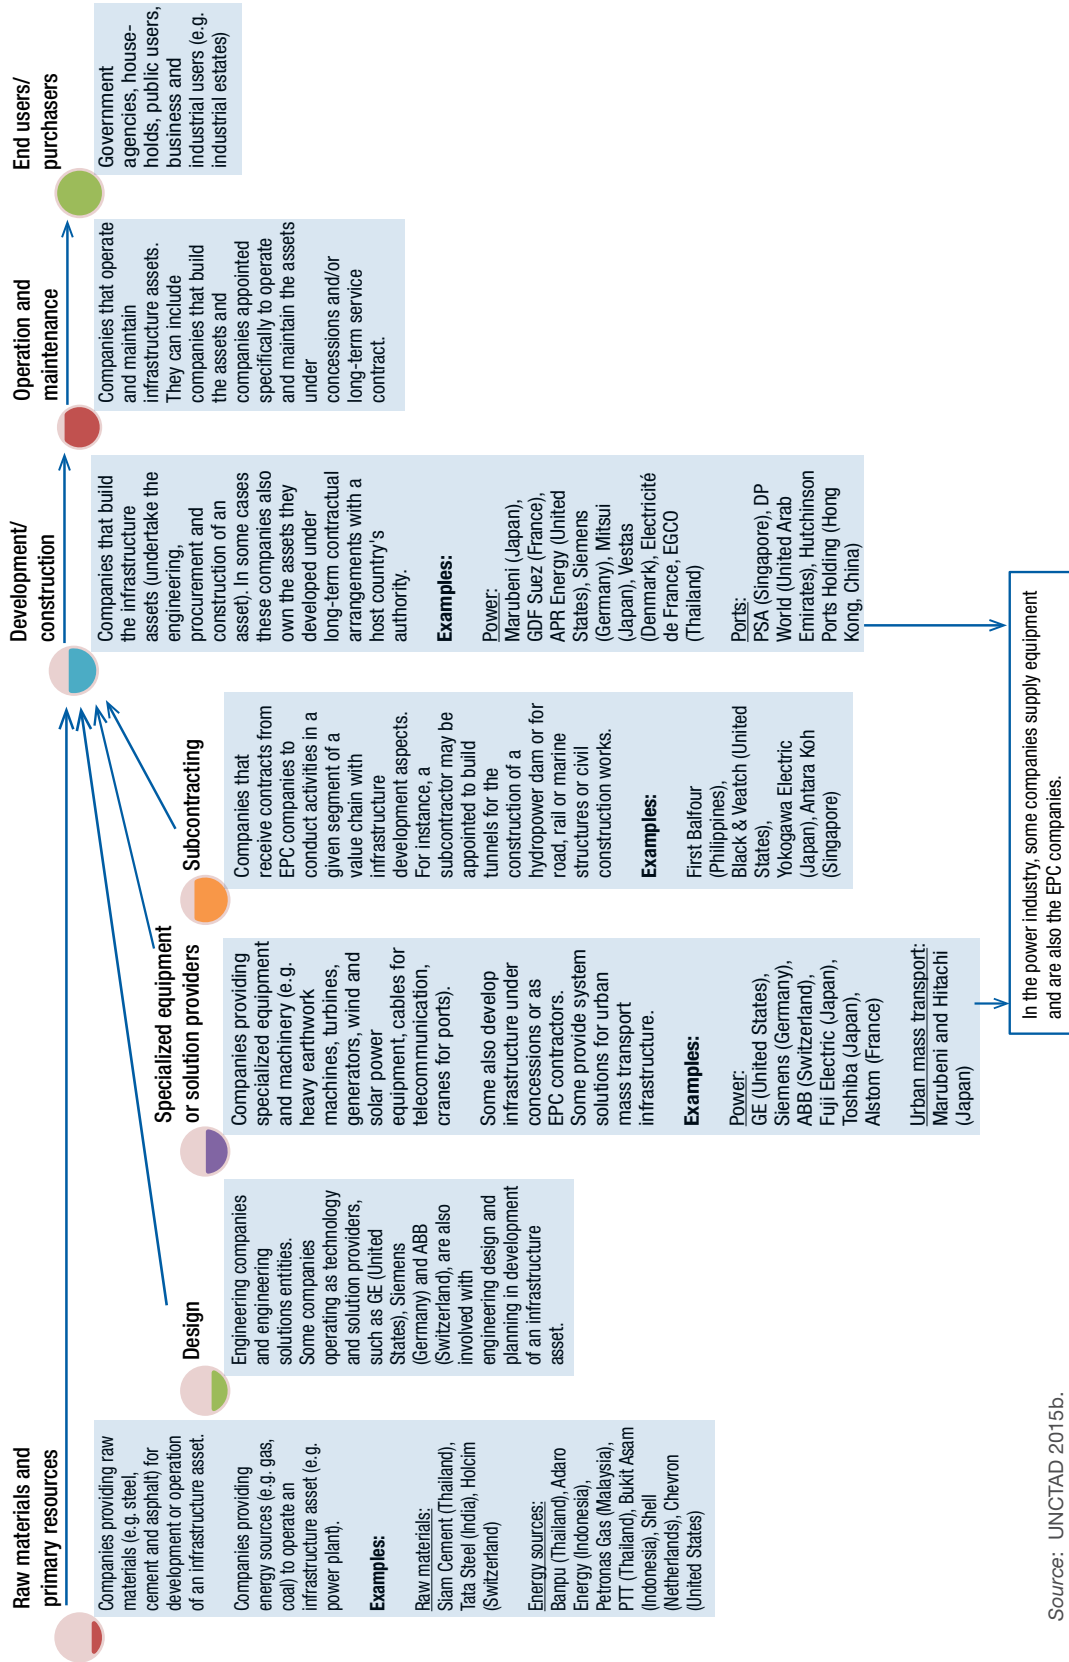 Raw materials and
primary resources
Companies providing raw
materials (e.g. steel,
cement and asphalt) for
development or operation
of an infrastructure asset.
Companies providing
energy sources (e.g. gas,
coal) to operate an
infrastructure asset (e.g.
power plant).
Examples:
Raw materials:
Siam Cement (Thailand),
Tata Steel (India), Holcim
(Switzerland)
Energy sources:
Banpu (Thailand), Adaro
Energy (Indonesia),
Petronas Gas (Malaysia),
PTT (Thailand), Bukit Asam
(Indonesia), Shell
(Netherlands), Chevron
(United States)
Design
Engineering companies
and engineering
solutions entities.
Some companies
operating as technology
and solution providers,
such as GE (United
States), Siemens
(Germany) and ABB
(Switzerland), are also
involved with
engineering design and
planning in development
of an infrastructure
asset.
Specialized equipment
or solution providers
Companies providing
specialized equipment
and machinery (e.g.
heavy earthwork
machines, turbines,
generators, wind and
solar power
equipment, cables for
telecommunication,
cranes for ports).
Some also develop
infrastructure under
concessions or as
EPC contractors.
Some provide system
solutions for urban
mass transport
infrastructure.
Examples:
Power:
GE (United States),
Siemens (Germany),
ABB (Switzerland),
Fuji Electric (Japan),
Toshiba (Japan),
Alstom (France)
Urban mass transport:
Marubeni and Hitachi
(Japan)
Subcontracting
Companies that
receive contracts from
EPC companies to
conduct activities in a
given segment of a
value chain with
infrastructure
development aspects.
For instance, a
subcontractor may be
appointed to build
tunnels for the
construction of a
hydropower dam or for
road, rail or marine
structures or civil
construction works.
Examples:
First Balfour
(Philippines),
Black & Veatch (United
States),
Yokogawa Electric
(Japan), Antara Koh
(Singapore)
Development/
construction
Companies that build
the infrastructure
assets (undertake the
engineering,
procurement and
construction of an
asset). In some cases
these companies also
own the assets they
developed under
long-term contractual
arrangements with a
host country's
authority.
Examples:
Power:
Marubeni (Japan),
GDF Suez (France),
APR Energy (United
States), Siemens
(Germany), Mitsui
(Japan), Vestas
(Denmark), Electricité
de France, EGCO
(Thailand)
Ports:
PSA (Singapore), DP
World (United Arab
Emirates), Hutchinson
Ports Holding (Hong
Kong, China)
Operation and
maintenance
Companies that operate
and maintain
infrastructure assets.
They can include
companies that build
the assets and
companies appointed
specifically to operate
and maintain the assets
under
concessions and/or
long-term service
contract.
End users/
purchasers
Government
agencies, house-
holds, public users,
business and
industrial users (e.g.
industrial estates)
In the power industry, some companies supply equipment
and are also the EPC companies.
Source: UNCTAD 2015b.